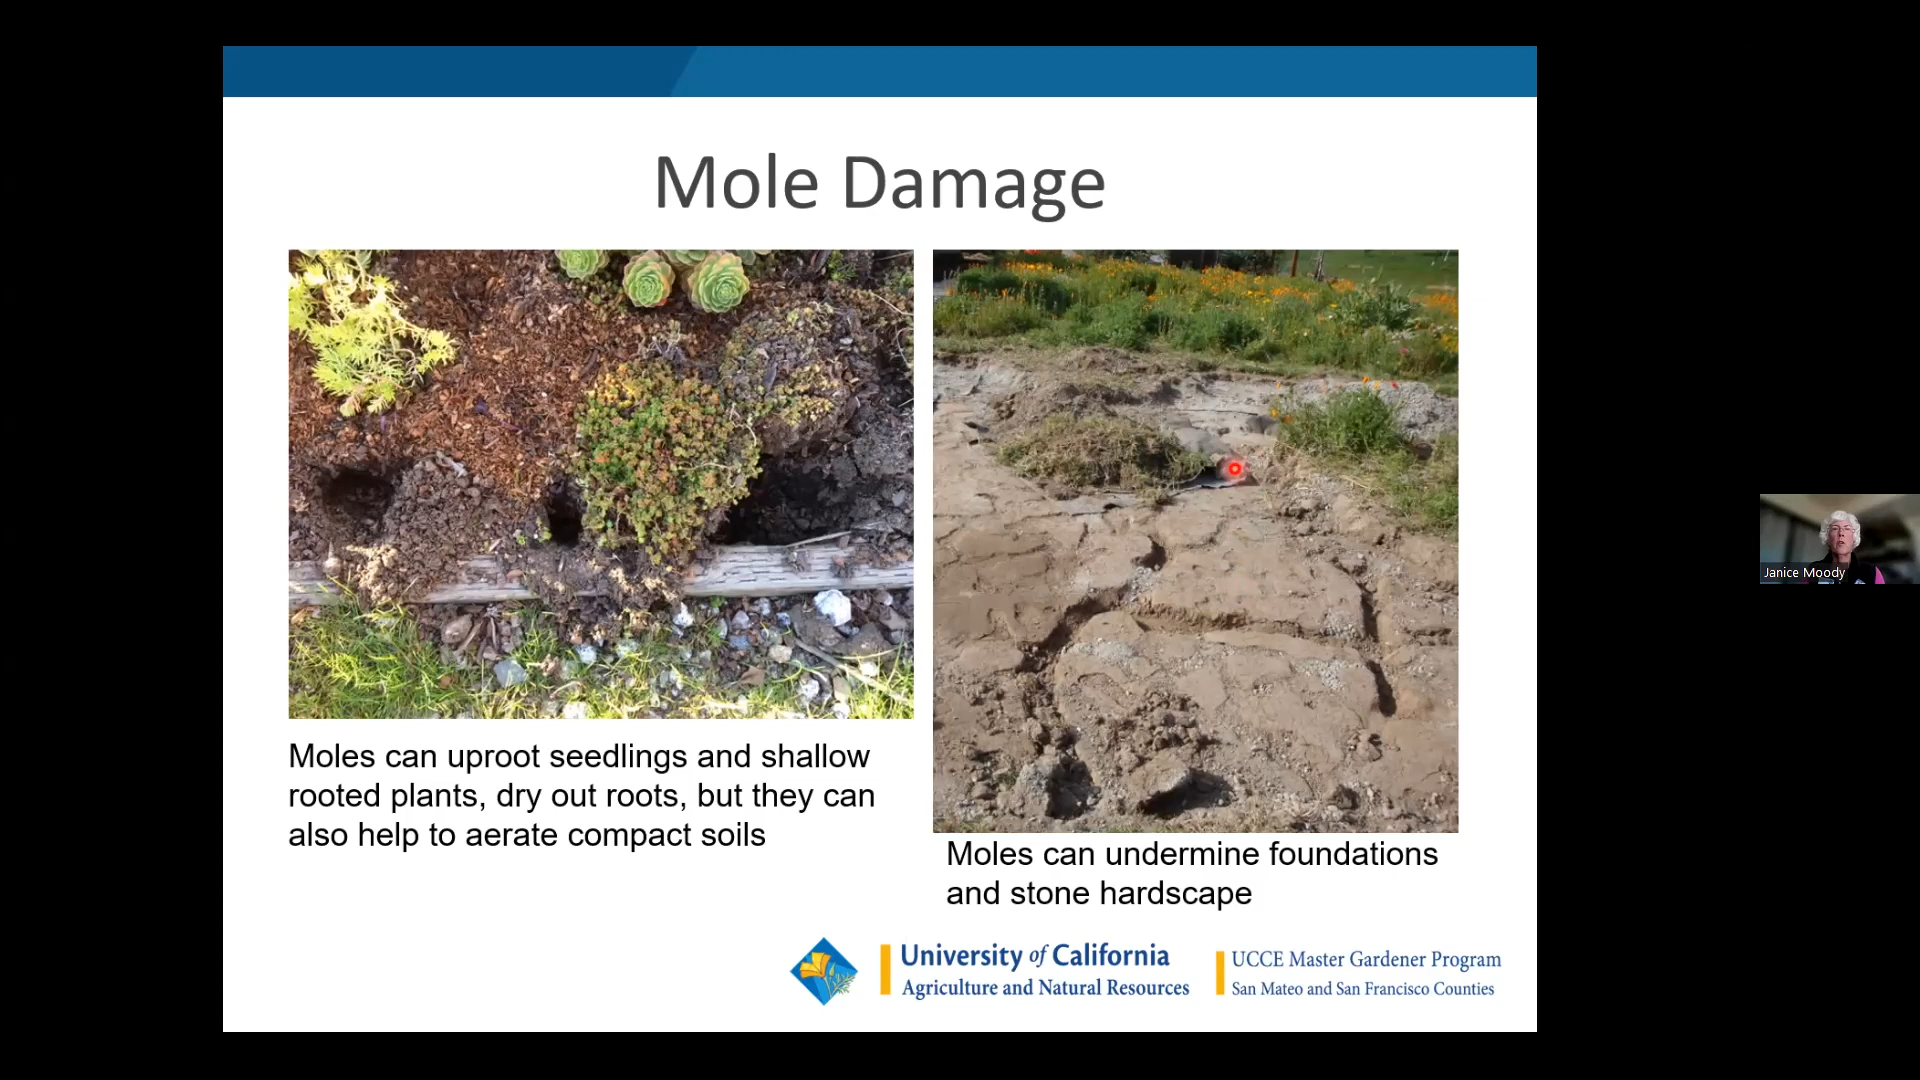 Mole Damage
Moles can uproot seedlings and shallow
rooted plants, dry out roots, but they can
also help to aerate compact soils
Moles can undermine foundations
and stone hardscape
University of California
Agriculture and Natural Resources
UCCE Master Gardener Program
San Mateo and San Francisco Counties
Janice Moody